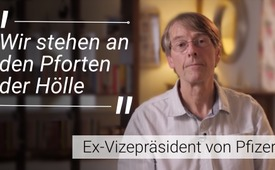 "
Wir stehen an
den Pforten
der Hölle
"
Ex-Vizepräsident von Pfizer